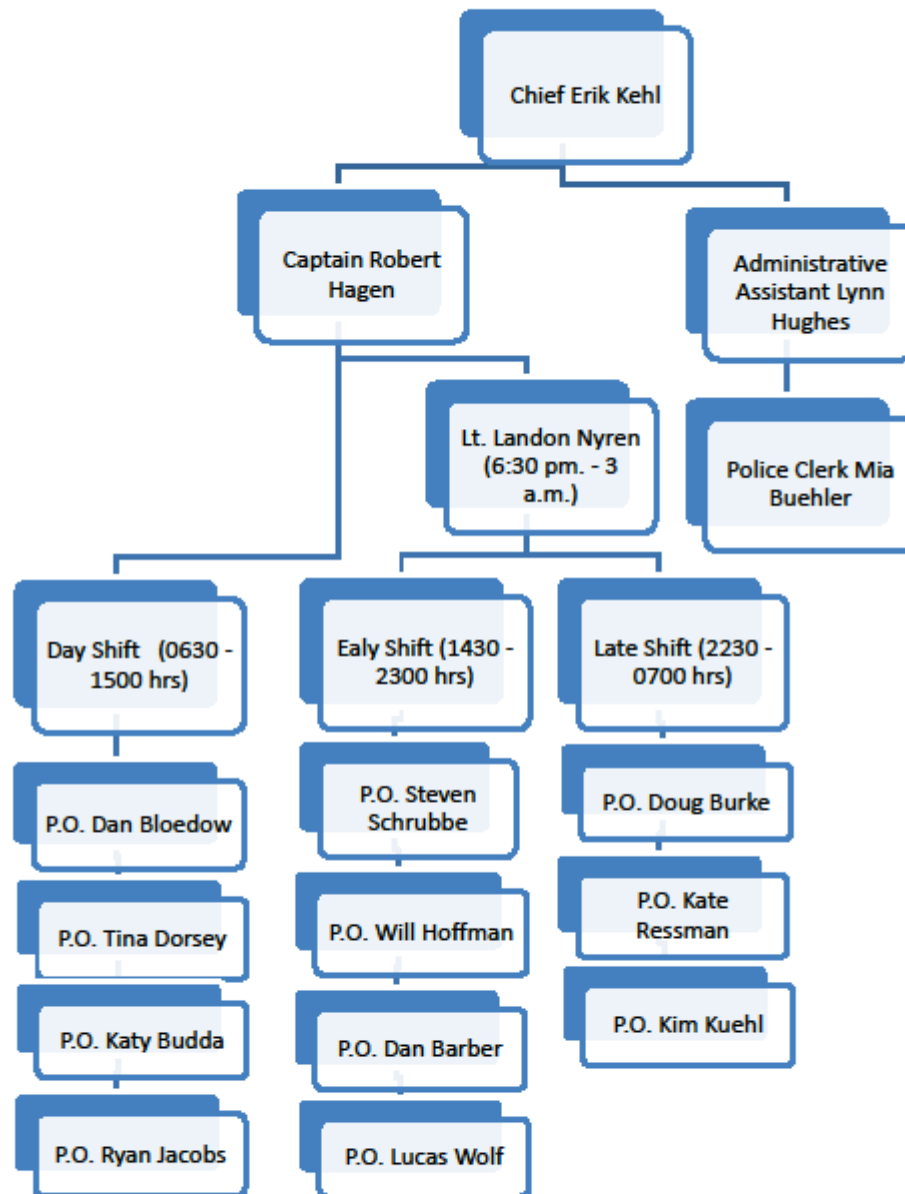 Chief Erik Kehl
Captain Robert
Hagen
Administrative
Assistant Lynn
Hughes
Lt. Landon Nyren
(6:30 pm. - 3
a.m.)
Police Clerk Mia
Buehler
Day Shift   (0630 -
1500 hrs)
Ealy Shift (1430 -
2300 hrs)
Late Shift (2230 -
0700 hrs)
P.O. Dan Bloedow
P.O. Tina Dorsey
P.O. Katy Budda
P.O. Ryan Jacobs
P.O. Steven
Schrubbe
P.O. Will Hoffman
P.O. Dan Barber
P.O. Lucas Wolf
P.O. Doug Burke
P.O. Kate
Ressman
P.O. Kim Kuehl